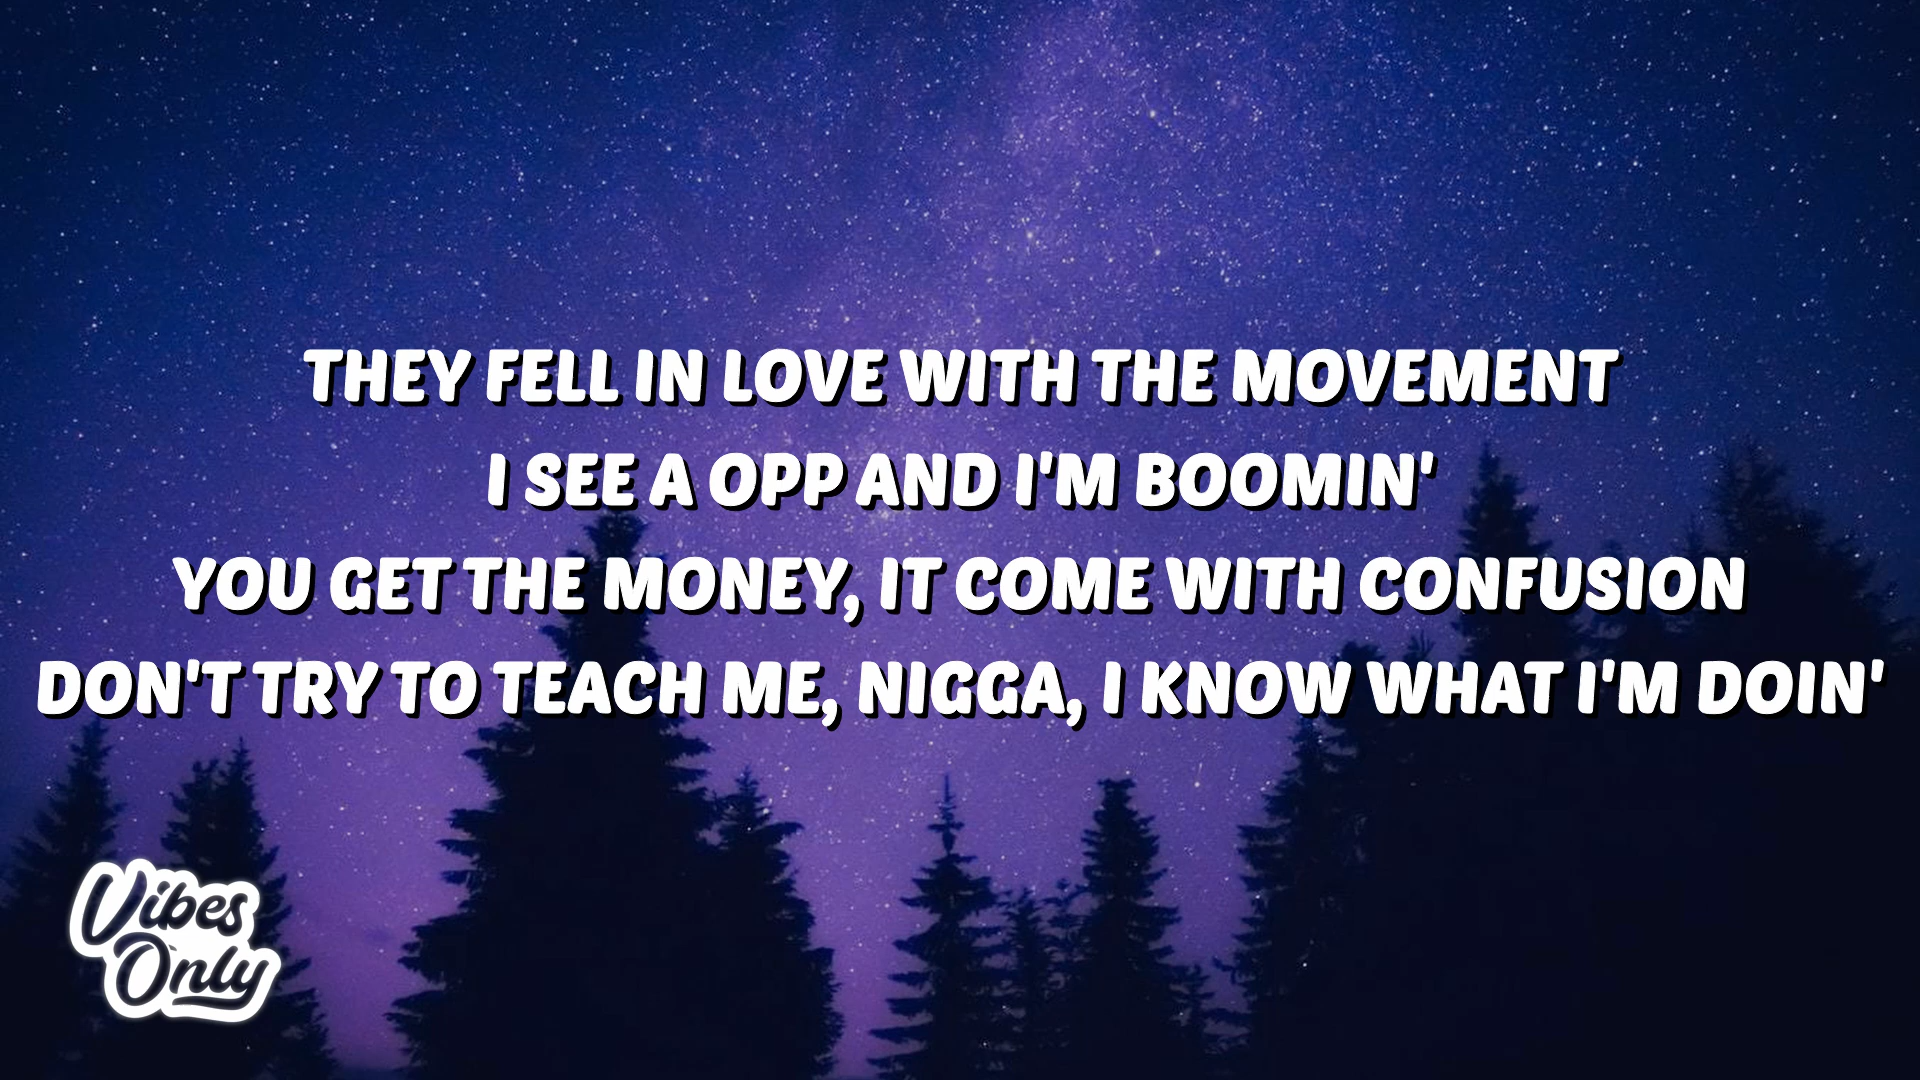 THEY FELL IN LOVE WITH THE MOVEMENT
I SEE A OPP AND I'M BOOMIN'
YOU GET THE MONEY, IT COME WITH CONFUSION
DON'T TRY TO TEACH ME, NIGGA, I KNOW WHAT I'M DOIN'
Vibes
Only